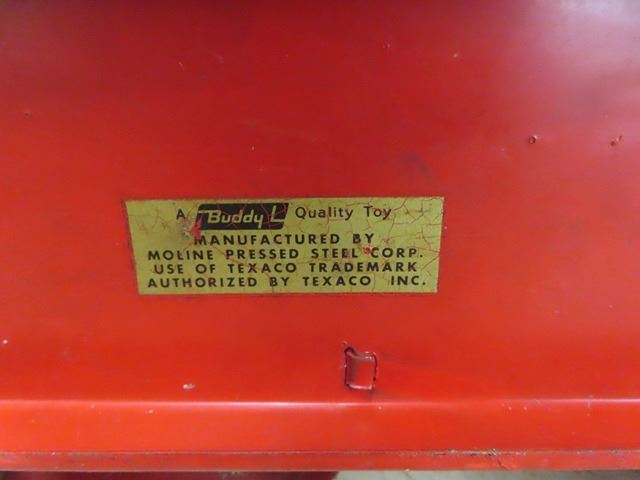 A Buddy L Quality Toy
MANUFACTURED BY
MOLINE PRESSED STEEL CORP.
USE OF TEXACO TRADEMARK
AUTHORIZED BY TEXACO INC.